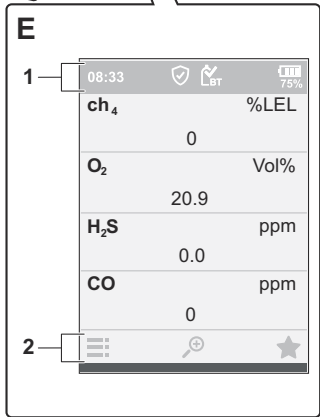 E
1
08:33 BT 75%
ch₄ %LEL
0
O₂ Vol%
20.9
H₂S ppm
0.0
CO ppm
0
2